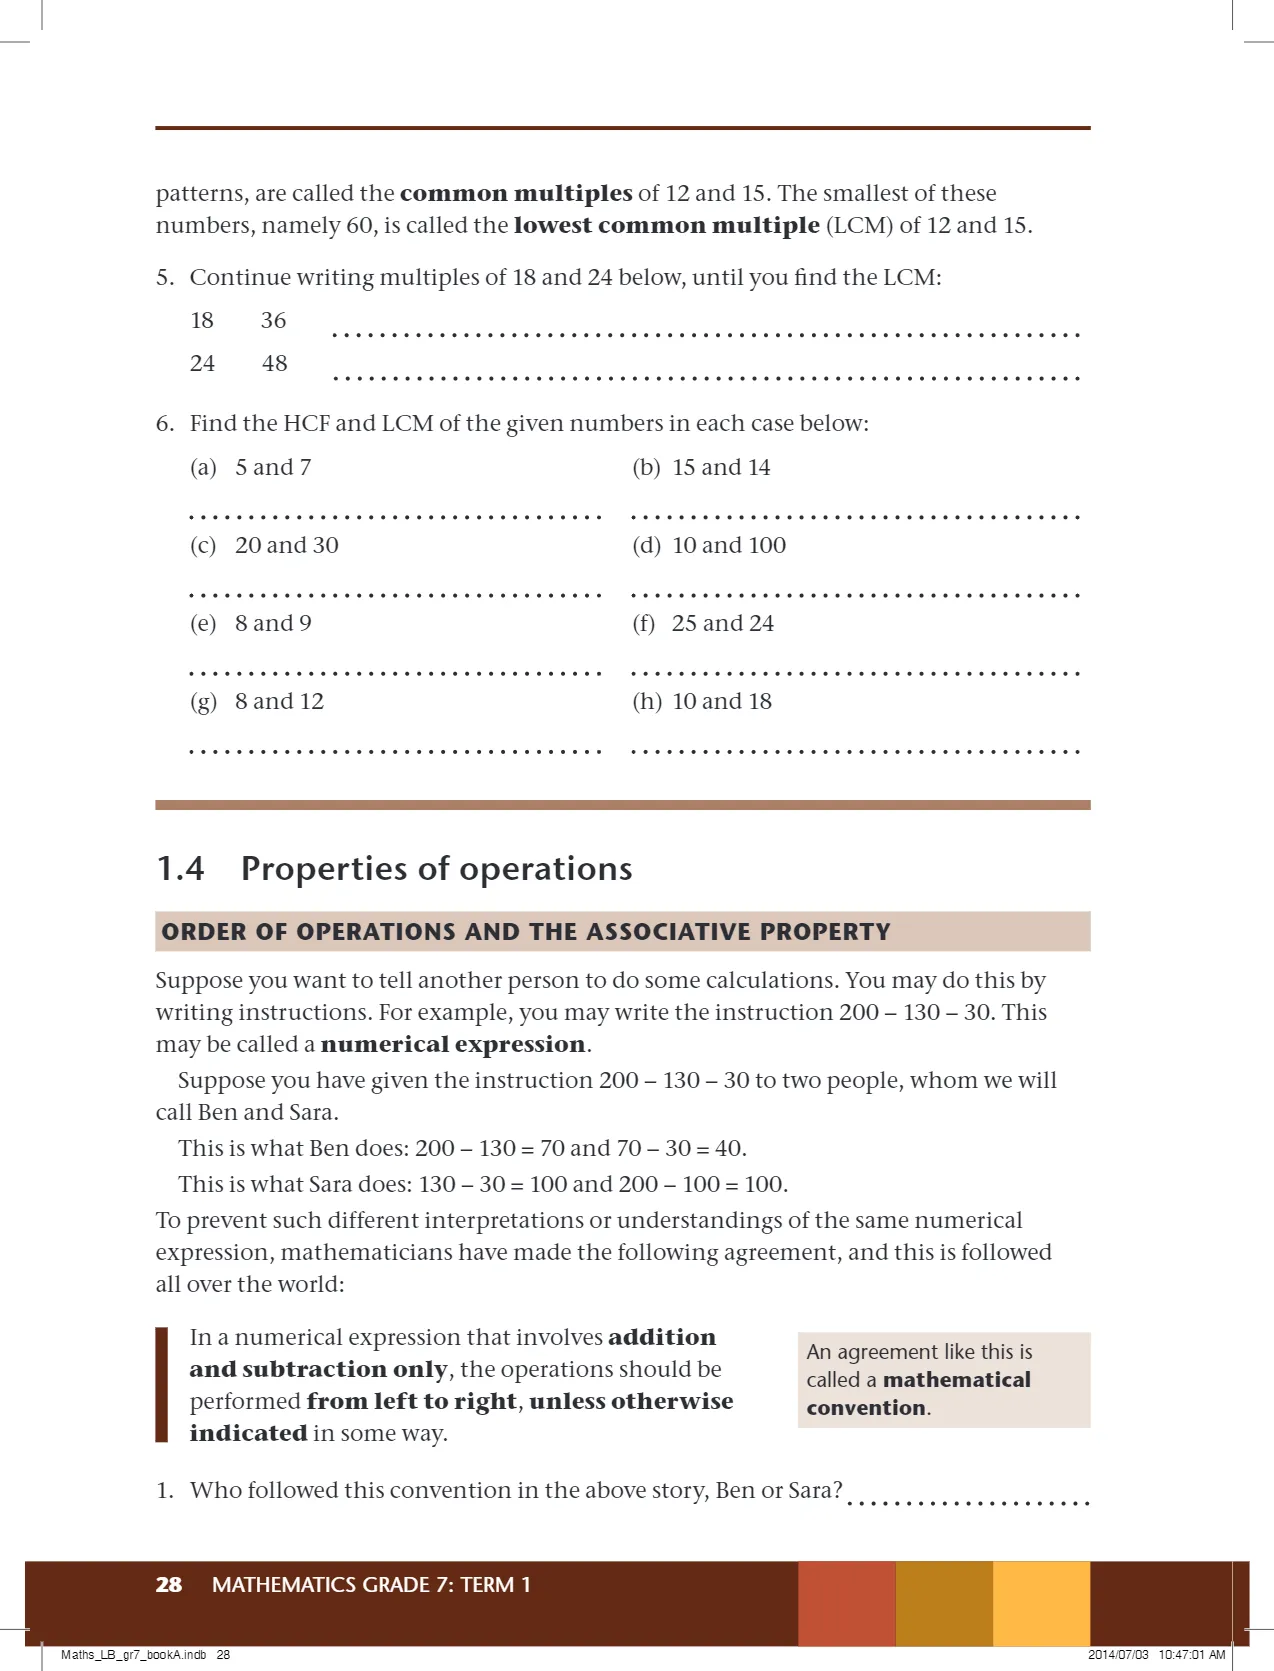 patterns, are called the common multiples of 12 and 15. The smallest of these
numbers, namely 60, is called the lowest common multiple (LCM) of 12 and 15.
5. Continue writing multiples of 18 and 24 below, until you find the LCM:
18 36
24 48
6. Find the HCF and LCM of the given numbers in each case below:
(a) 5 and 7 (b) 15 and 14
(c) 20 and 30 (d) 10 and 100
(e) 8 and 9 (f) 25 and 24
(g) 8 and 12 (h) 10 and 18
1.4 Properties of operations
ORDER OF OPERATIONS AND THE ASSOCIATIVE PROPERTY
Suppose you want to tell another person to do some calculations. You may do this by
writing instructions. For example, you may write the instruction 200 – 130 – 30. This
may be called a numerical expression.
Suppose you have given the instruction 200 – 130 – 30 to two people, whom we will
call Ben and Sara.
This is what Ben does: 200 – 130 = 70 and 70 – 30 = 40.
This is what Sara does: 130 – 30 = 100 and 200 – 100 = 100.
To prevent such different interpretations or understandings of the same numerical
expression, mathematicians have made the following agreement, and this is followed
all over the world:
In a numerical expression that involves addition
and subtraction only, the operations should be
performed from left to right, unless otherwise
indicated in some way.
An agreement like this is
called a mathematical
convention.
1. Who followed this convention in the above story, Ben or Sara?
28 MATHEMATICS GRADE 7: TERM 1
Maths_LB_gr7_bookA.indb 28 2014/07/03 10:47:01 AM